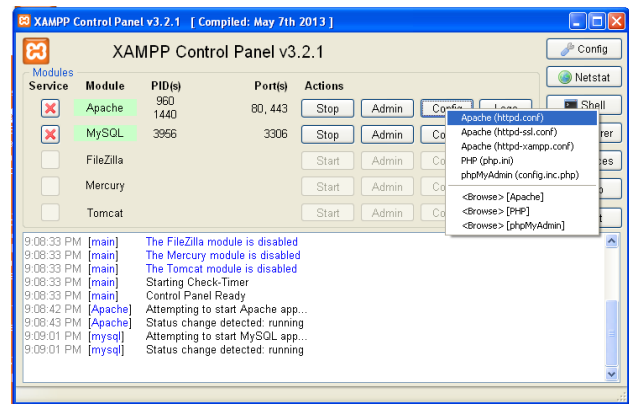 XAMPP Control Panel v3.2.1 [ Compiled: May 7th 2013 ]
XAMPP Control Panel v3.2.1
Config
Modules
Service Module PID(s) Port(s) Actions
Netstat
Apache 960 1440 80, 443 Stop Admin Config Logs
Shell
MySQL 3956 3306 Stop Admin Co
rer
FileZilla Start Admin Co
es
Mercury Start Admin Co
Tomcat Start Admin Co
t
Apache (httpd.conf)
Apache (httpd-ssl.conf)
Apache (httpd-xampp.conf)
PHP (php.ini)
phpMyAdmin (config.inc.php)
<Browse> [Apache]
<Browse> [PHP]
<Browse> [phpMyAdmin]
9:08:33 PM [main] The FileZilla module is disabled
9:08:33 PM [main] The Mercury module is disabled
9:08:33 PM [main] The Tomcat module is disabled
9:08:33 PM [main] Starting Check-Timer
9:08:33 PM [main] Control Panel Ready
9:08:42 PM [Apache] Attempting to start Apache app...
9:08:43 PM [Apache] Status change detected: running
9:09:01 PM [mysql] Attempting to start MySQL app...
9:09:01 PM [mysql] Status change detected: running